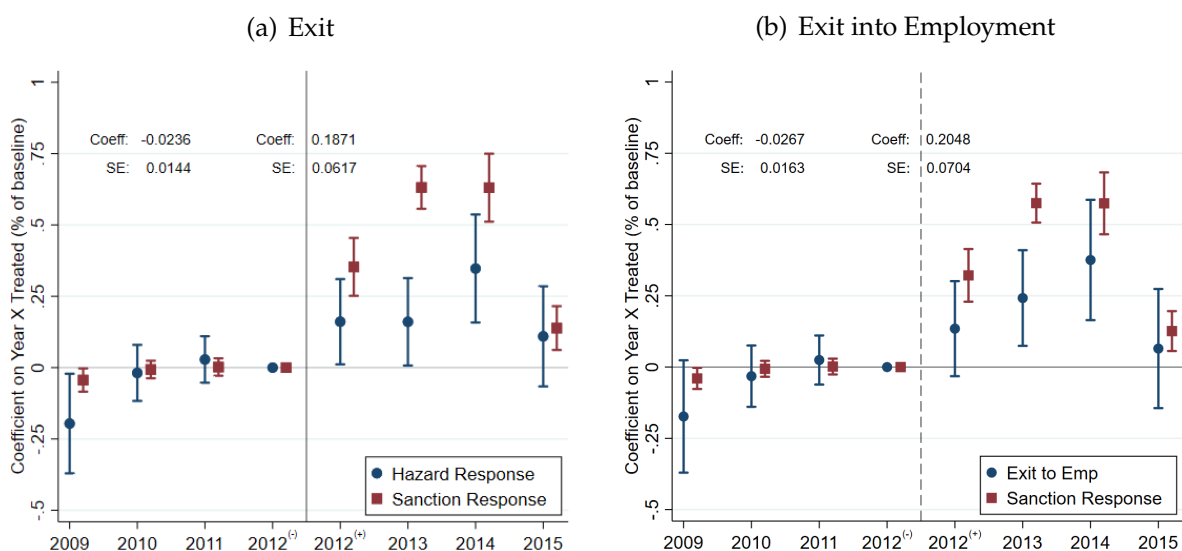 (a) Exit
Coefficient on Year X Treated (% of baseline)
1
.75
.5
.25
0
-.25
-.5
Coeff: -0.0236 Coeff: 0.1871
SE: 0.0144 SE: 0.0617
Hazard Response
Sanction Response
2009 2010 2011 2012(-) 2012(+) 2013 2014 2015
(b) Exit into Employment
Coefficient on Year X Treated (% of baseline)
1
.75
.5
.25
0
-.25
-.5
Coeff: -0.0267 Coeff: 0.2048
SE: 0.0163 SE: 0.0704
Exit to Emp
Sanction Response
2009 2010 2011 2012(-) 2012(+) 2013 2014 2015